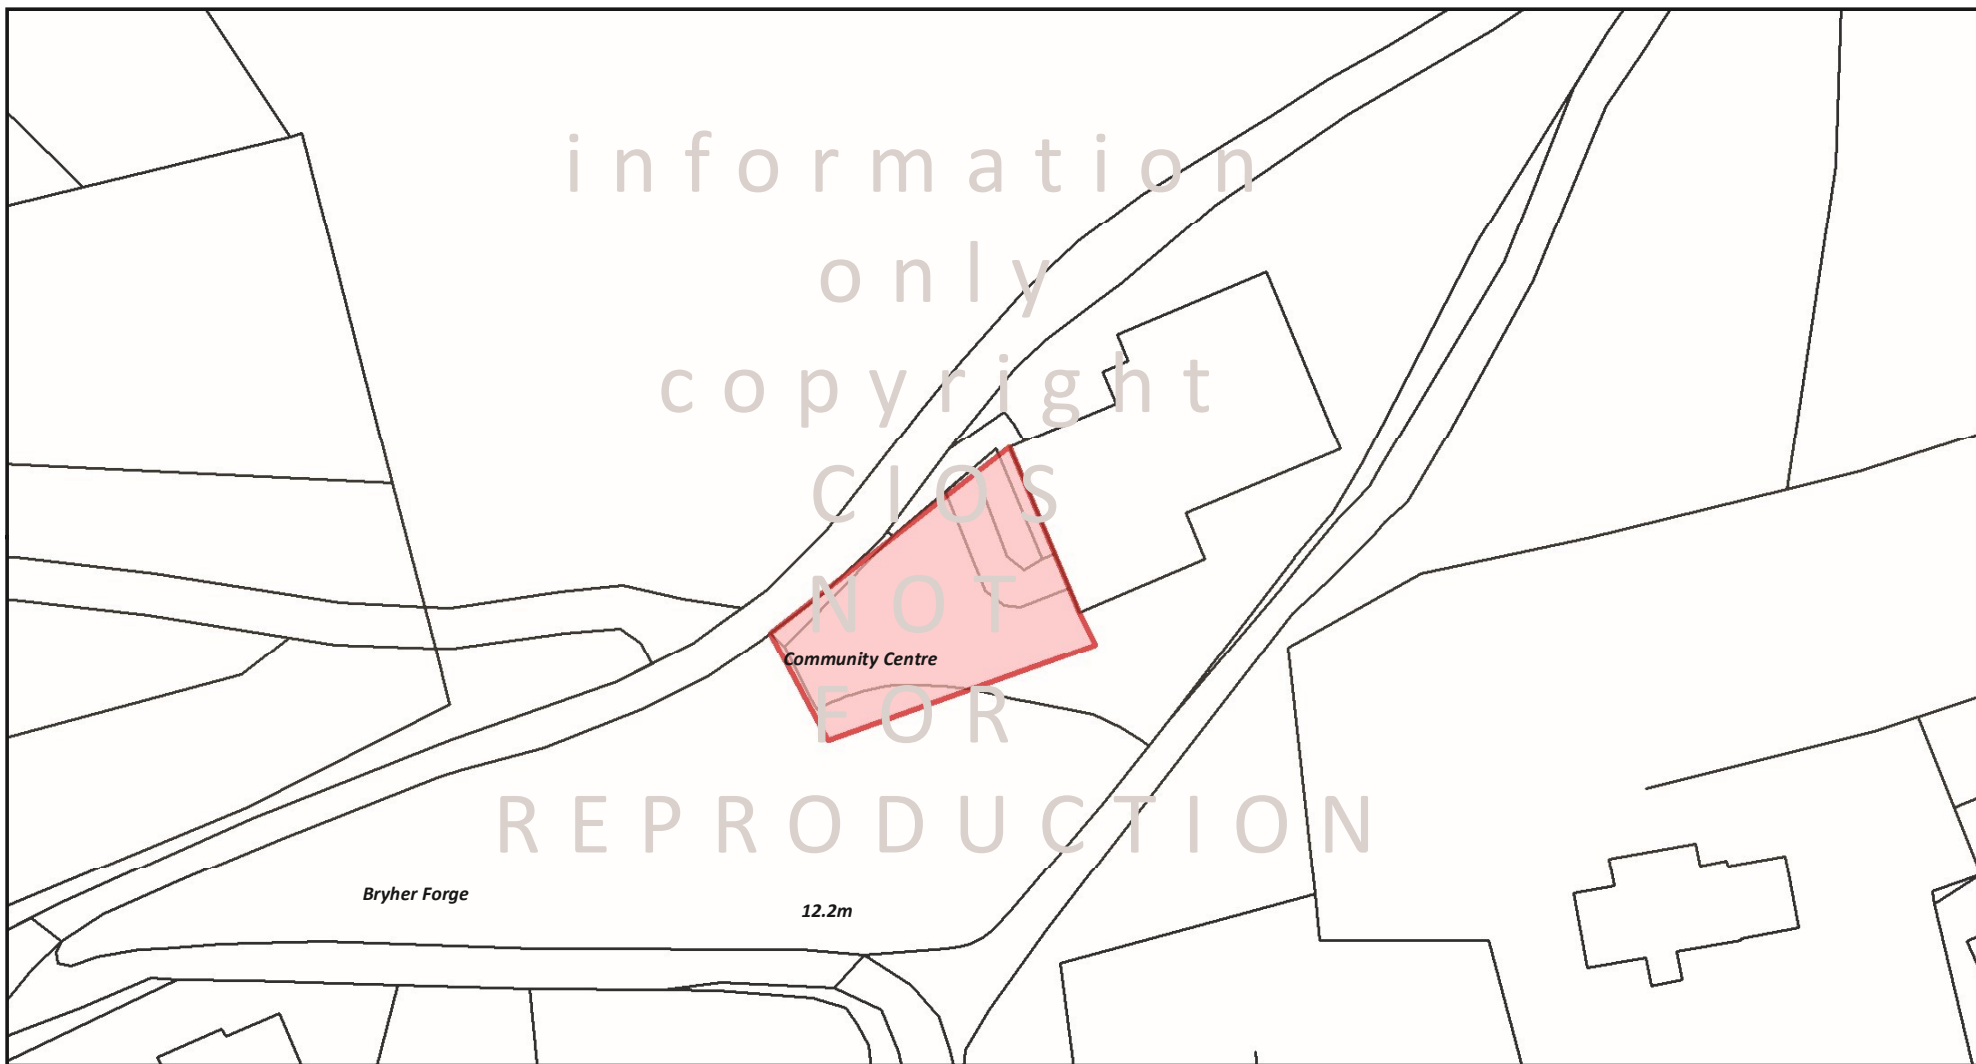 information
only
copyright
CIOS
NOT
Community Centre
FOR
REPRODUCTION
Bryher Forge
12.2m